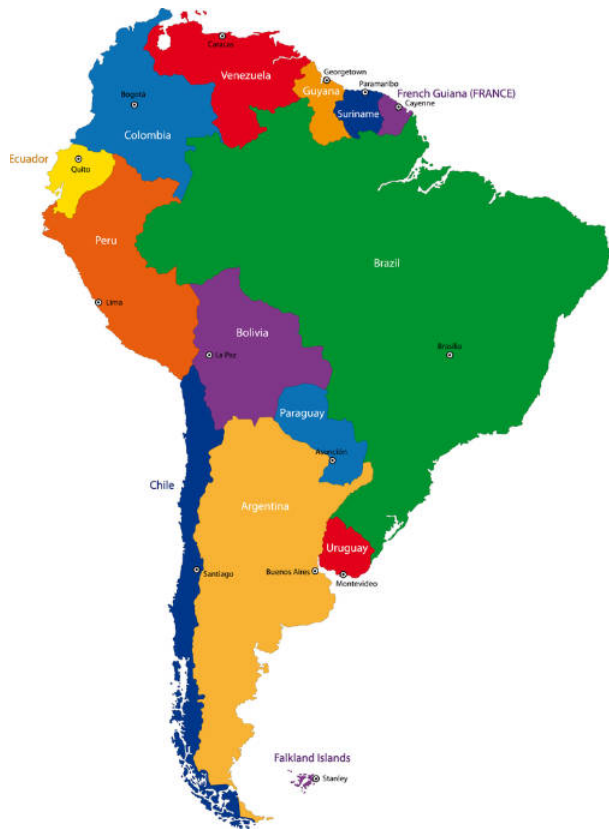 Caracas
Venezuela
Georgetown
Guyana
Paramaribo
Suriname
French Guiana (FRANCE)
Cayenne
Bogotá
Colombia
Ecuador
Quito
Peru
Lima
Brazil
Brasília
Bolivia
La Paz
Paraguay
Asunción
Chile
Argentina
Uruguay
Santiago
Buenos Aires
Montevideo
Falkland Islands
Stanley